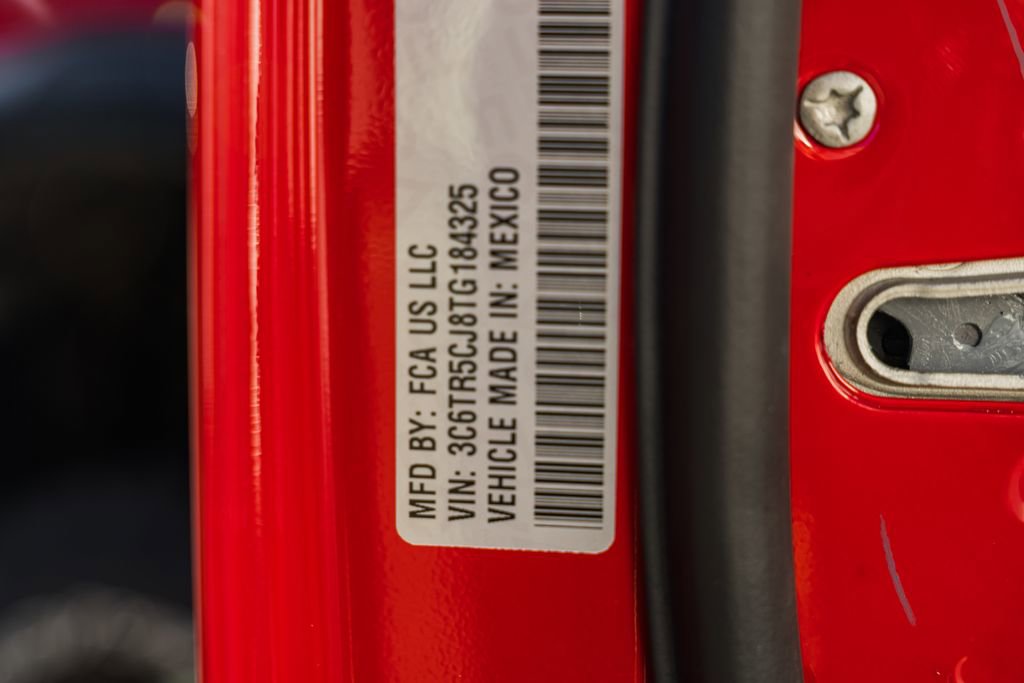 MFD BY: FCA US LLC
VIN: 3C6TR5CJ8TG184325
VEHICLE MADE IN: MEXICO